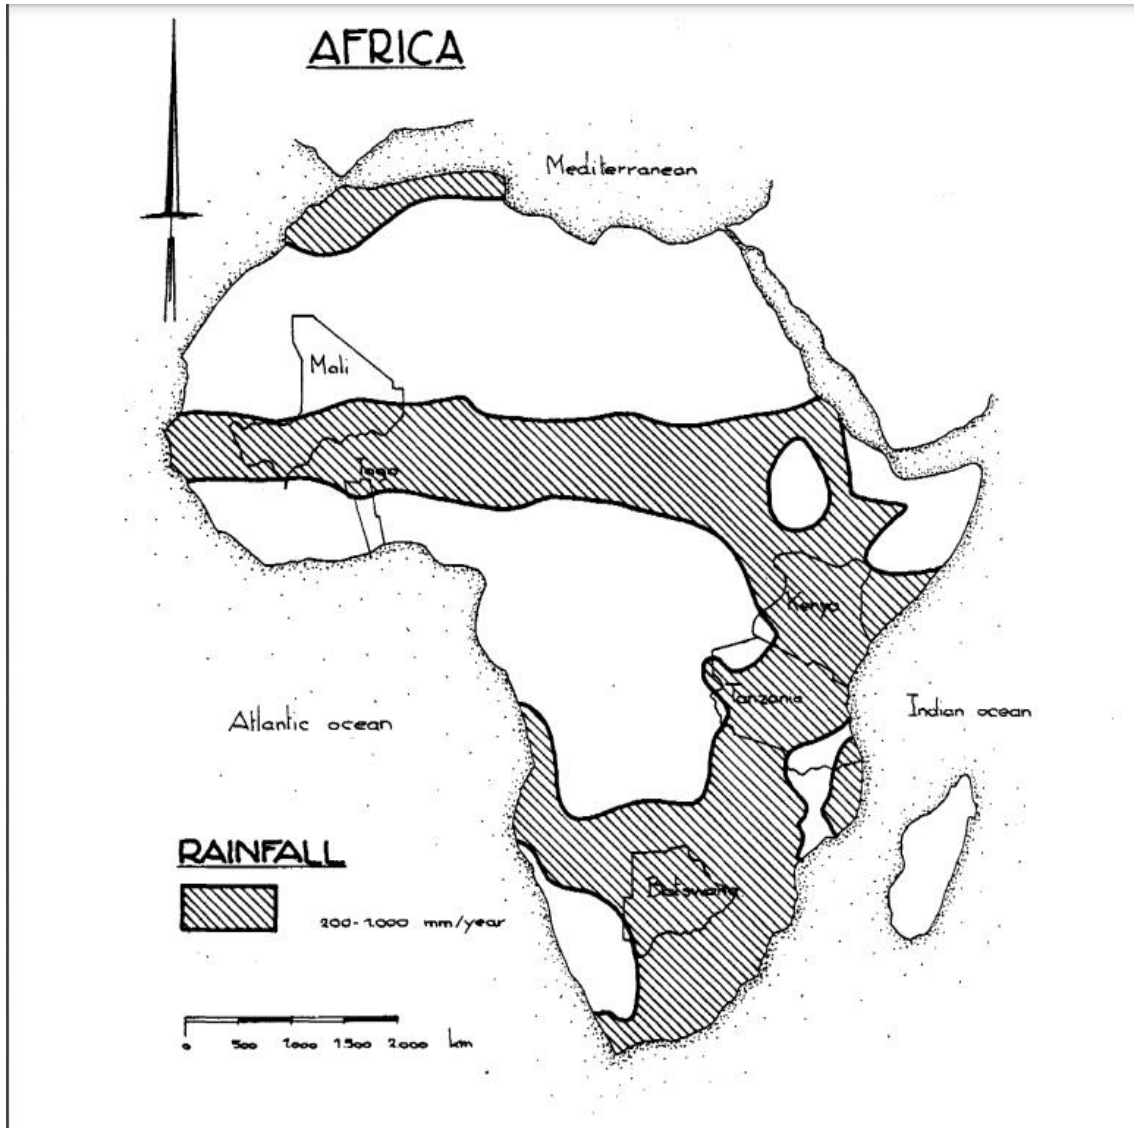 AFRICA
Mediterranean
Mali
Togo
Kenya
Tanzania
Indian ocean
Atlantic ocean
RAINFALL
Botswana
200-1.000 mm/year
0 500 1.000 1.500 2.000 km